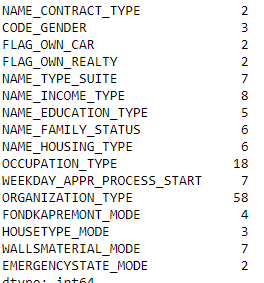 NAME_CONTRACT_TYPE 2
CODE_GENDER 3
FLAG_OWN_CAR 2
FLAG_OWN_REALTY 2
NAME_TYPE_SUITE 7
NAME_INCOME_TYPE 8
NAME_EDUCATION_TYPE 5
NAME_FAMILY_STATUS 6
NAME_HOUSING_TYPE 6
OCCUPATION_TYPE 18
WEEKDAY_APPR_PROCESS_START 7
ORGANIZATION_TYPE 58
FONDKAPREMONT_MODE 4
HOUSETYPE_MODE 3
WALLSMATERIAL_MODE 7
EMERGENCYSTATE_MODE 2
dtype: int64